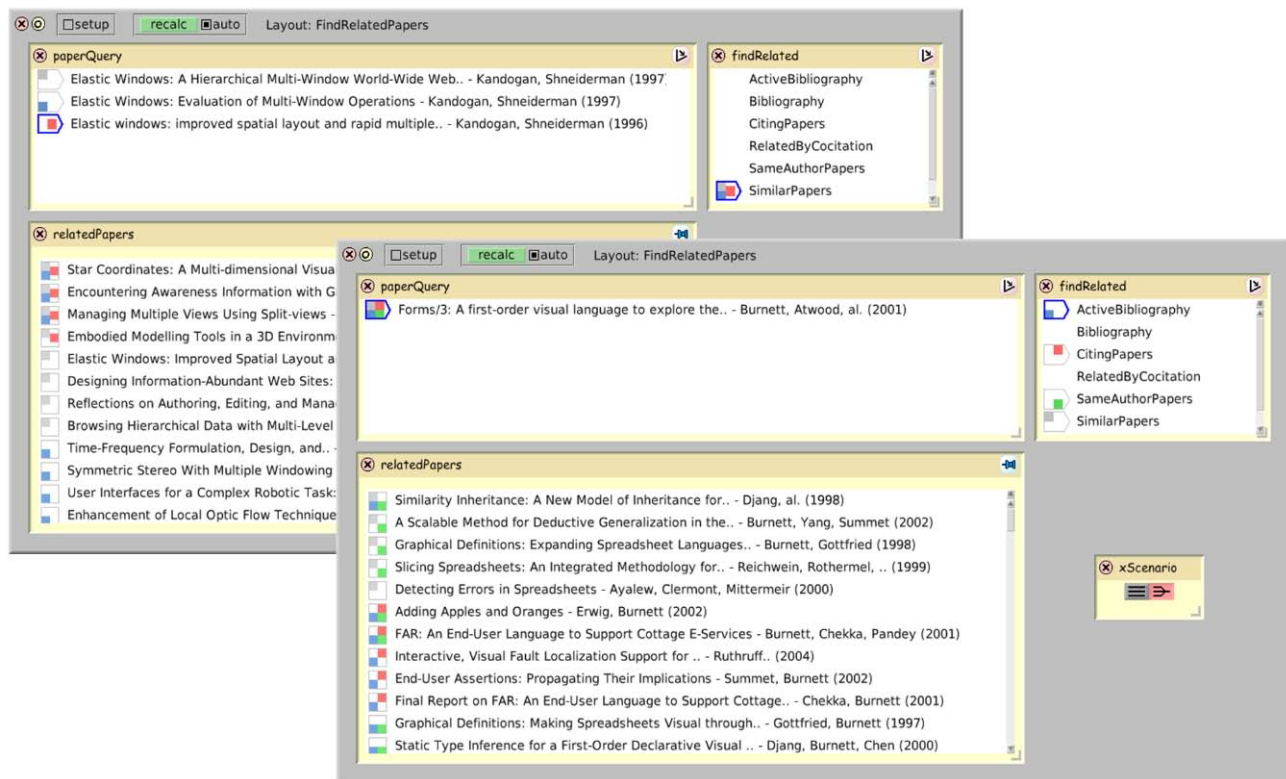 setup recalc auto Layout: FindRelatedPapers
paperQuery
Elastic Windows: A Hierarchical Multi-Window World-Wide Web.. - Kandogan, Shneiderman (1997)
Elastic Windows: Evaluation of Multi-Window Operations - Kandogan, Shneiderman (1997)
Elastic windows: improved spatial layout and rapid multiple.. - Kandogan, Shneiderman (1996)
findRelated
ActiveBibliography
Bibliography
CitingPapers
RelatedByCocitation
SameAuthorPapers
SimilarPapers
relatedPapers
Star Coordinates: A Multi-dimensional Visua
Encountering Awareness Information with G
Managing Multiple Views Using Split-views -
Embodied Modelling Tools in a 3D Environm
Elastic Windows: Improved Spatial Layout a
Designing Information-Abundant Web Sites:
Reflections on Authoring, Editing, and Mana
Browsing Hierarchical Data with Multi-Level
Time-Frequency Formulation, Design, and.. -
Symmetric Stereo With Multiple Windowing
User Interfaces for a Complex Robotic Task:
Enhancement of Local Optic Flow Technique
setup recalc auto Layout: FindRelatedPapers
paperQuery
Forms/3: A first-order visual language to explore the.. - Burnett, Atwood, al. (2001)
findRelated
ActiveBibliography
Bibliography
CitingPapers
RelatedByCocitation
SameAuthorPapers
SimilarPapers
relatedPapers
Similarity Inheritance: A New Model of Inheritance for.. - Djang, al. (1998)
A Scalable Method for Deductive Generalization in the.. - Burnett, Yang, Summet (2002)
Graphical Definitions: Expanding Spreadsheet Languages.. - Burnett, Gottfried (1998)
Slicing Spreadsheets: An Integrated Methodology for.. - Reichwein, Rothermel, .. (1999)
Detecting Errors in Spreadsheets - Ayalew, Clermont, Mittermeir (2000)
Adding Apples and Oranges - Erwig, Burnett (2002)
FAR: An End-User Language to Support Cottage E-Services - Burnett, Chekka, Pandey (2001)
Interactive, Visual Fault Localization Support for .. - Ruthruff.. (2004)
End-User Assertions: Propagating Their Implications - Summet, Burnett (2002)
Final Report on FAR: An End-User Language to Support Cottage.. - Chekka, Burnett (2001)
Graphical Definitions: Making Spreadsheets Visual through.. - Gottfried, Burnett (1997)
Static Type Inference for a First-Order Declarative Visual .. - Djang, Burnett, Chen (2000)
xScenario